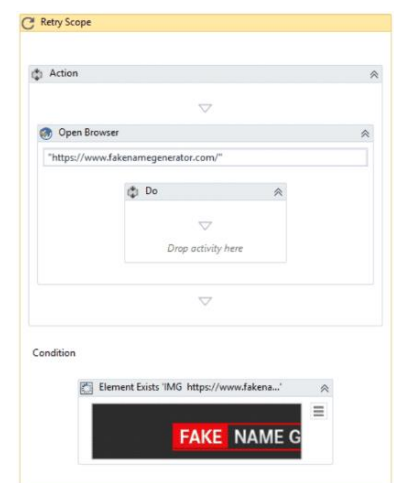 Retry Scope
Action
Open Browser
"https://www.fakenamegenerator.com/"
Do
Drop activity here
Condition
Element Exists 'IMG https://www.fakena...'
FAKE NAME G